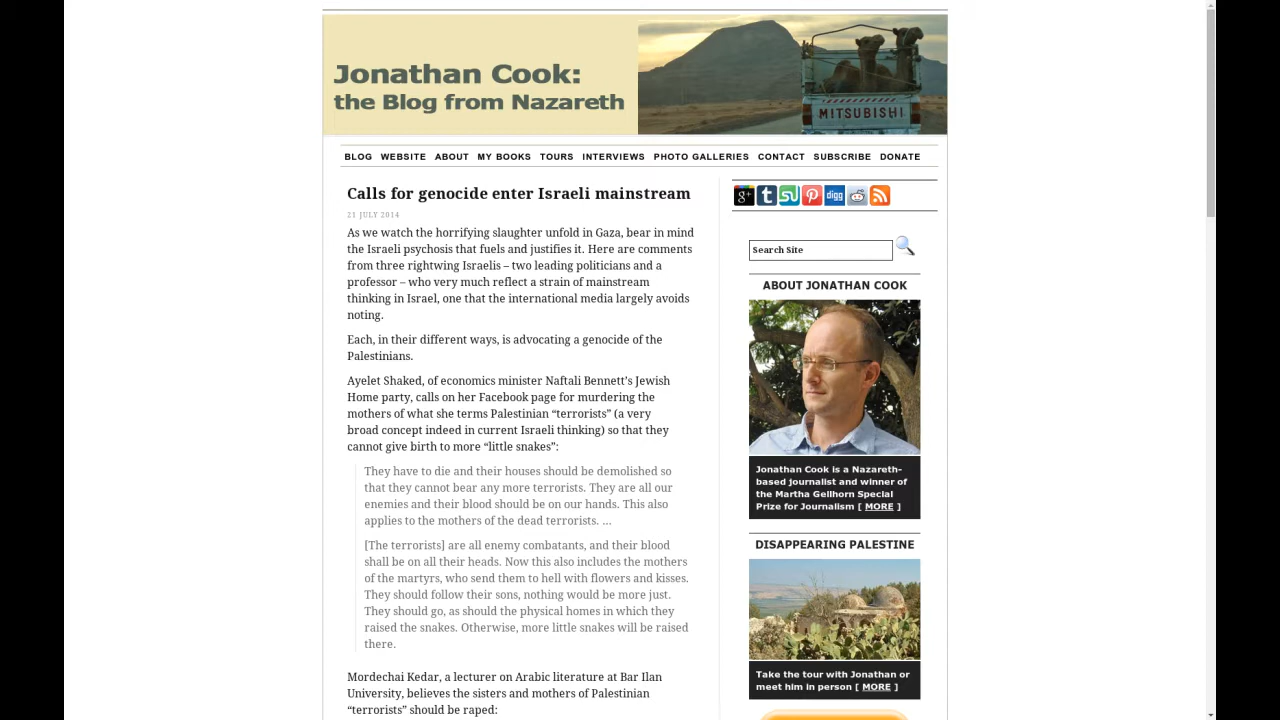 Jonathan Cook:
the Blog from Nazareth
MITSUBISHI
BLOG WEBSITE ABOUT MY BOOKS TOURS INTERVIEWS PHOTO GALLERIES CONTACT SUBSCRIBE DONATE
Calls for genocide enter Israeli mainstream
21 JULY 2014
As we watch the horrifying slaughter unfold in Gaza, bear in mind
the Israeli psychosis that fuels and justifies it. Here are comments
from three rightwing Israelis – two leading politicians and a
professor – who very much reflect a strain of mainstream
thinking in Israel, one that the international media largely avoids
noting.
Each, in their different ways, is advocating a genocide of the
Palestinians.
Ayelet Shaked, of economics minister Naftali Bennett’s Jewish
Home party, calls on her Facebook page for murdering the
mothers of what she terms Palestinian “terrorists” (a very
broad concept indeed in current Israeli thinking) so that they
cannot give birth to more “little snakes”:
They have to die and their houses should be demolished so
that they cannot bear any more terrorists. They are all our
enemies and their blood should be on our hands. This also
applies to the mothers of the dead terrorists. …
[The terrorists] are all enemy combatants, and their blood
shall be on all their heads. Now this also includes the mothers
of the martyrs, who send them to hell with flowers and kisses.
They should follow their sons, nothing would be more just.
They should go, as should the physical homes in which they
raised the snakes. Otherwise, more little snakes will be raised
there.
Mordechai Kedar, a lecturer on Arabic literature at Bar Ilan
University, believes the sisters and mothers of Palestinian
“terrorists” should be raped:
g+ t digg
Search Site
ABOUT JONATHAN COOK
Jonathan Cook is a Nazareth-
based journalist and winner of
the Martha Gellhorn Special
Prize for Journalism [ MORE ]
DISAPPEARING PALESTINE
Take the tour with Jonathan or
meet him in person [ MORE ]